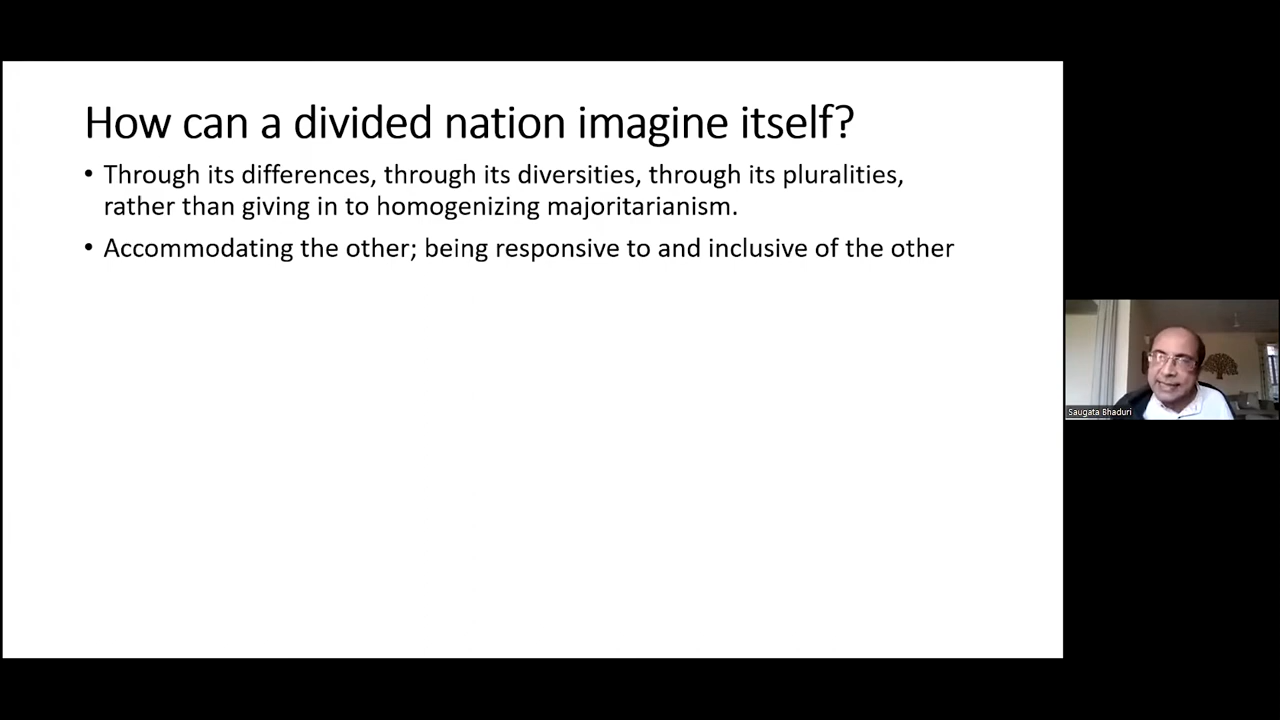 How can a divided nation imagine itself?
• Through its differences, through its diversities, through its pluralities,
rather than giving in to homogenizing majoritarianism.
• Accommodating the other; being responsive to and inclusive of the other
Saugata Bhaduri